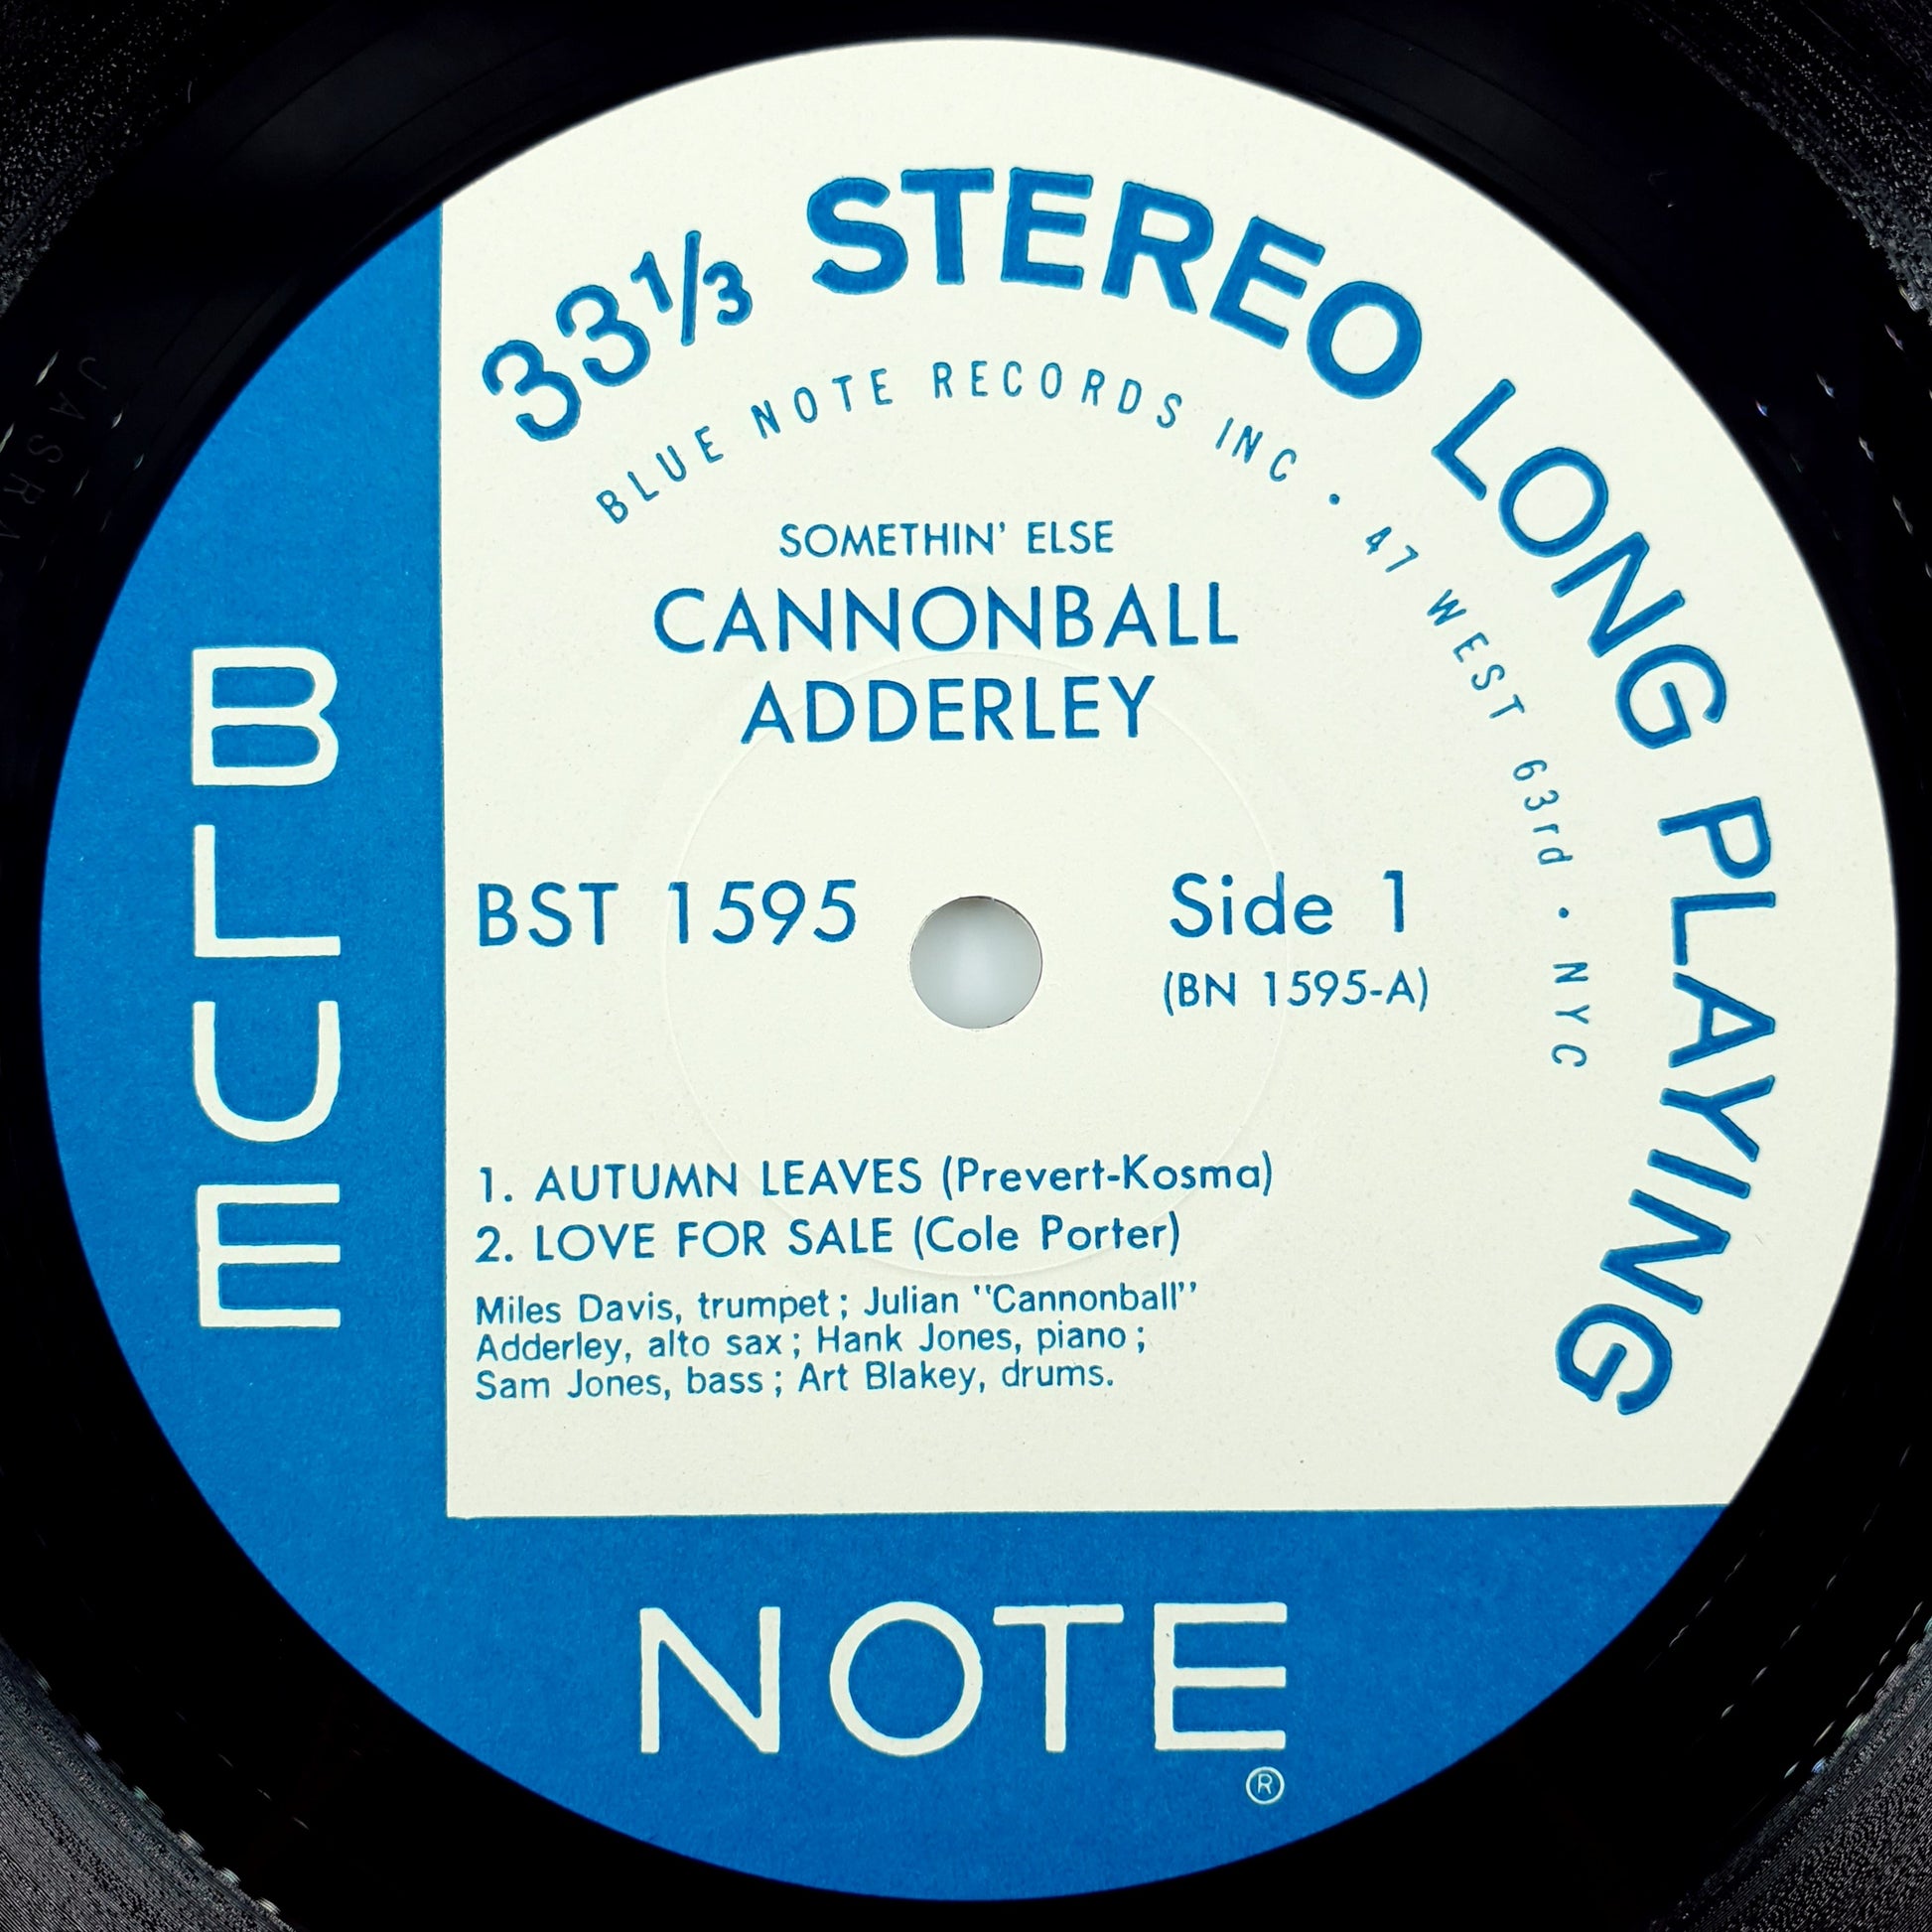 33⅓ STEREO LONG PLAYING
BLUE NOTE RECORDS INC • 47 WEST 63rd • NYC
SOMETHIN' ELSE
CANNONBALL
ADDERLEY
BST 1595
Side 1
(BN 1595-A)
1. AUTUMN LEAVES (Prevert-Kosma)
2. LOVE FOR SALE (Cole Porter)
Miles Davis, trumpet; Julian "Cannonball"
Adderley, alto sax; Hank Jones, piano;
Sam Jones, bass; Art Blakey, drums.
BLUE
NOTE
®